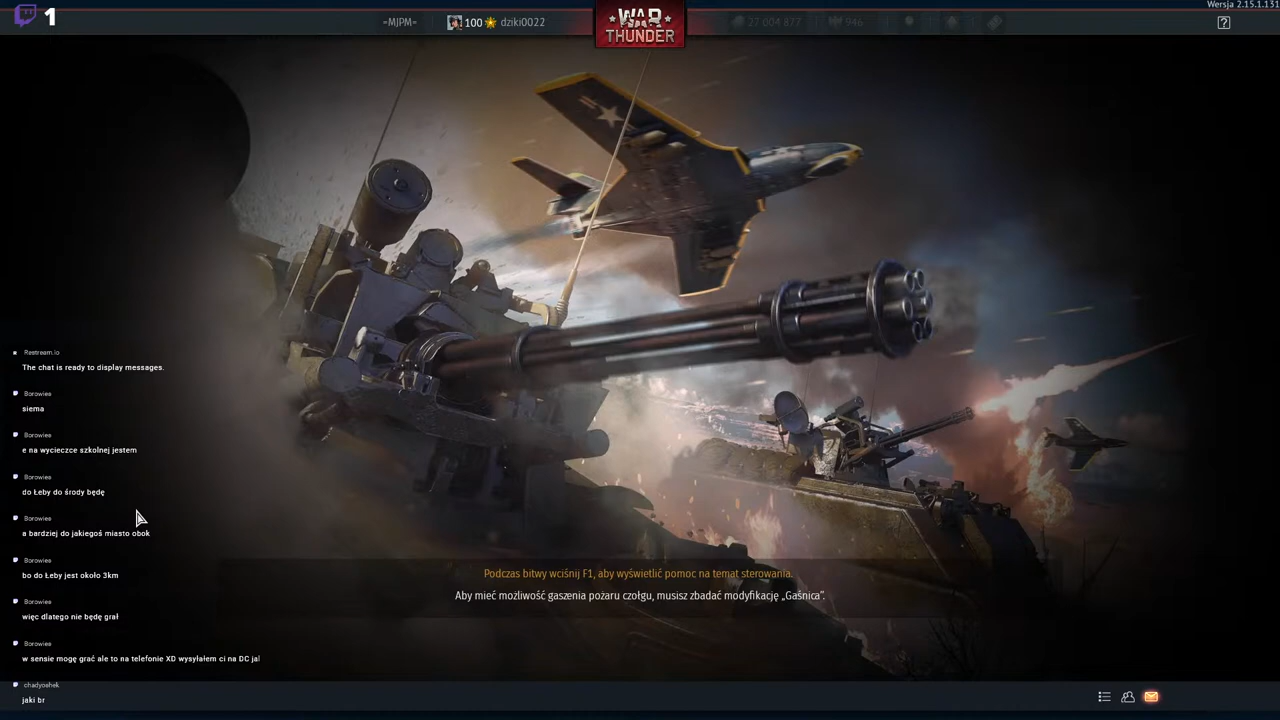 Wersja 2.15.1.131
1
=MJPM=
100 dziki0022
WAR
THUNDER
27 004 877
946
?
Restream.io
The chat is ready to display messages.
Borowiee
siema
Borowiee
e na wycieczce szkolnej jestem
Borowiee
do Łeby do środy będę
Borowiee
a bardziej do jakiegoś miasto obok
Borowiee
bo do Łeby jest około 3km
Borowiee
więc dlatego nie będę grał
Borowiee
w sensie mogę grać ale to na telefonie XD wysyłałem ci na DC ja
chadyoshek
jaki br
Podczas bitwy wciśnij F1, aby wyświetlić pomoc na temat sterowania.
Aby mieć możliwość gaszenia pożaru czołgu, musisz zbadać modyfikację „Gaśnica”.